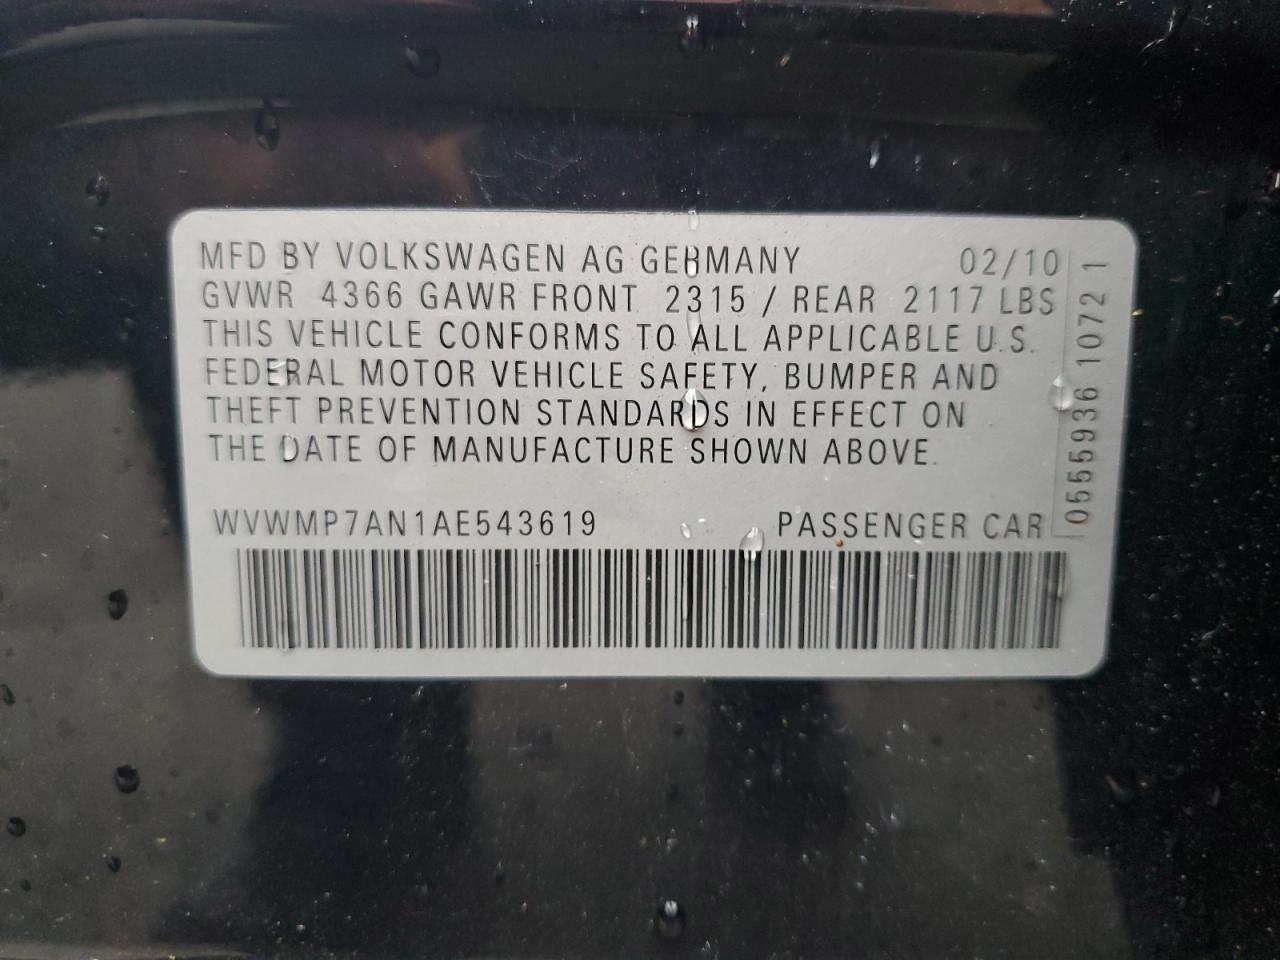 MFD BY VOLKSWAGEN AG GERMANY 02/10
GVWR 4366 GAWR FRONT 2315 / REAR 2117 LBS
THIS VEHICLE CONFORMS TO ALL APPLICABLE U.S.
FEDERAL MOTOR VEHICLE SAFETY, BUMPER AND
THEFT PREVENTION STANDARDS IN EFFECT ON
THE DATE OF MANUFACTURE SHOWN ABOVE.
WVWMP7AN1AE543619 PASSENGER CAR
0555936 1072 1